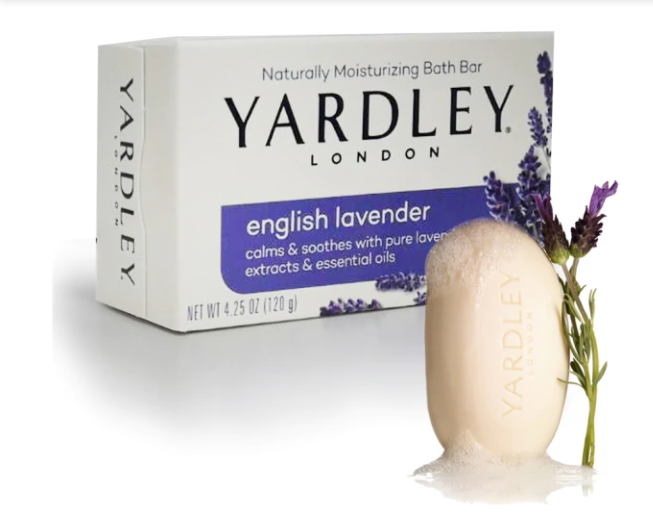 Naturally Moisturizing Bath Bar
YARDLEY®
LONDON
english lavender
calms & soothes with pure
extracts & essential oils
NET WT 4.25 OZ (120 g)
YARDLEY
LONDON
YARDLEY
LONDON